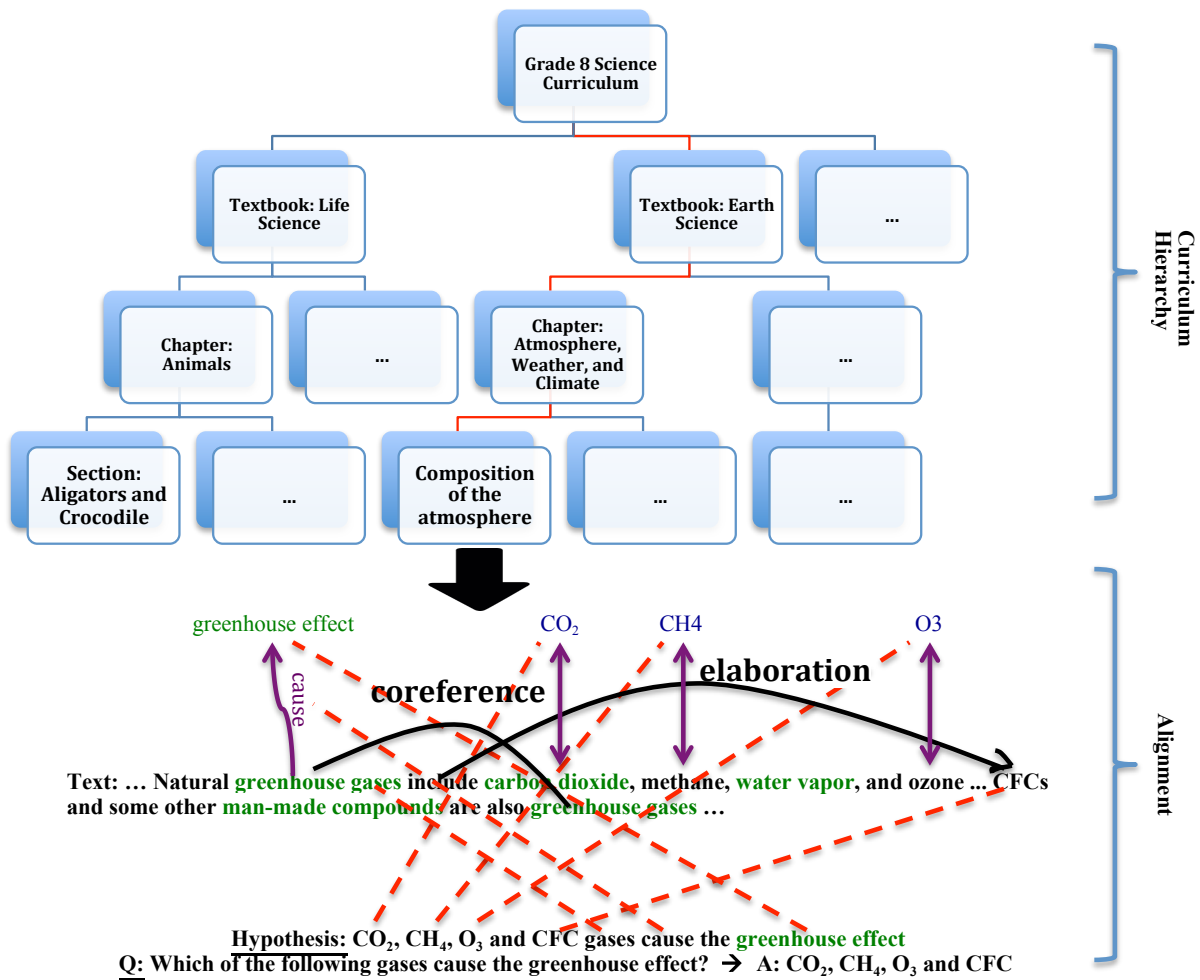 Grade 8 Science
Curriculum
Textbook: Life
Science
Textbook: Earth
Science
...
Chapter:
Animals
...
Chapter:
Atmosphere,
Weather, and
Climate
...
Section:
Aligators and
Crocodile
...
Composition
of the
atmosphere
...
...
Curriculum
Hierarchy
greenhouse effect
CO₂
CH4
O3
cause
coreference
elaboration
Text: ... Natural greenhouse gases include carbon dioxide, methane, water vapor, and ozone ... CFCs
and some other man-made compounds are also greenhouse gases ...
Alignment
Hypothesis: CO₂, CH₄, O₃ and CFC gases cause the greenhouse effect
Q: Which of the following gases cause the greenhouse effect? → A: CO₂, CH₄, O₃ and CFC